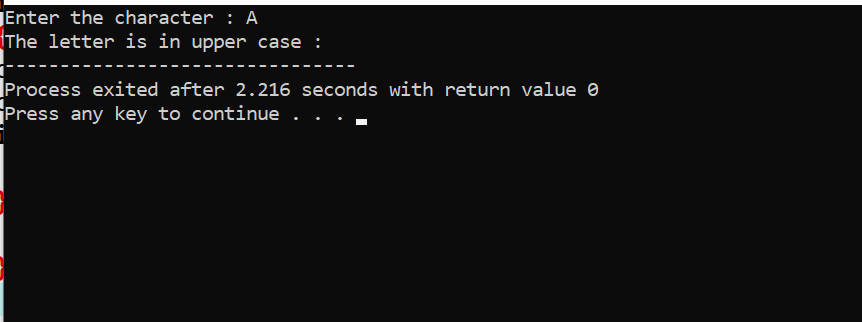 Enter the character : A
The letter is in upper case :
--------------------------------
Process exited after 2.216 seconds with return value 0
Press any key to continue . . .